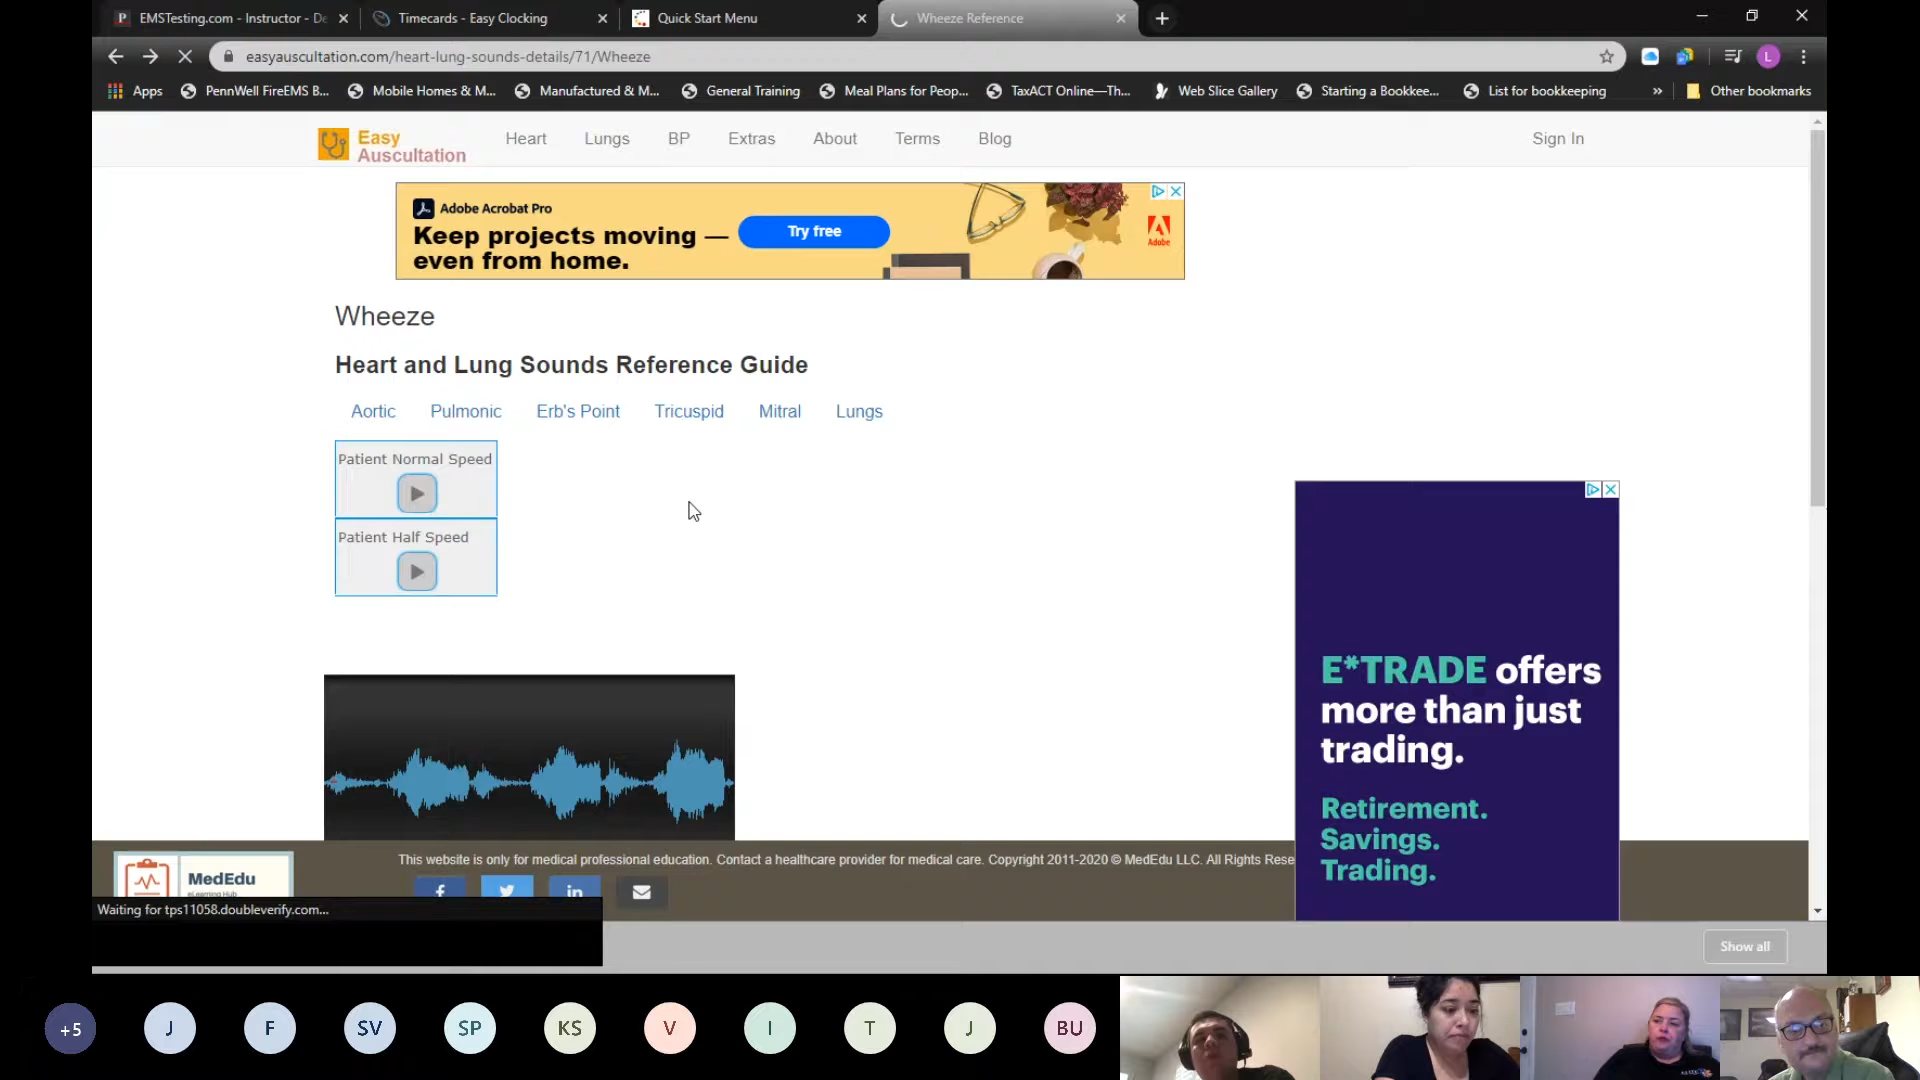 EMSTesting.com - Instructor - De
Timecards - Easy Clocking
Quick Start Menu
Wheeze Reference
easyauscultation.com/heart-lung-sounds-details/71/Wheeze
L
Apps
PennWell FireEMS B...
Mobile Homes & M...
Manufactured & M...
General Training
Meal Plans for Peop...
TaxACT Online—Th...
Web Slice Gallery
Starting a Bookkee...
List for bookkeeping
»
Other bookmarks
Easy
Auscultation
Heart
Lungs
BP
Extras
About
Terms
Blog
Sign In
Adobe Acrobat Pro
Keep projects moving —
even from home.
Try free
Adobe
Wheeze
Heart and Lung Sounds Reference Guide
Aortic
Pulmonic
Erb's Point
Tricuspid
Mitral
Lungs
Patient Normal Speed
Patient Half Speed
E*TRADE offers
more than just
trading.
Retirement.
Savings.
Trading.
MedEdu
eLearning Hub
This website is only for medical professional education. Contact a healthcare provider for medical care. Copyright 2011-2020 © MedEdu LLC. All Rights Rese
Waiting for tps11058.doubleverify.com...
Show all
+5
J
F
SV
SP
KS
V
I
T
J
BU